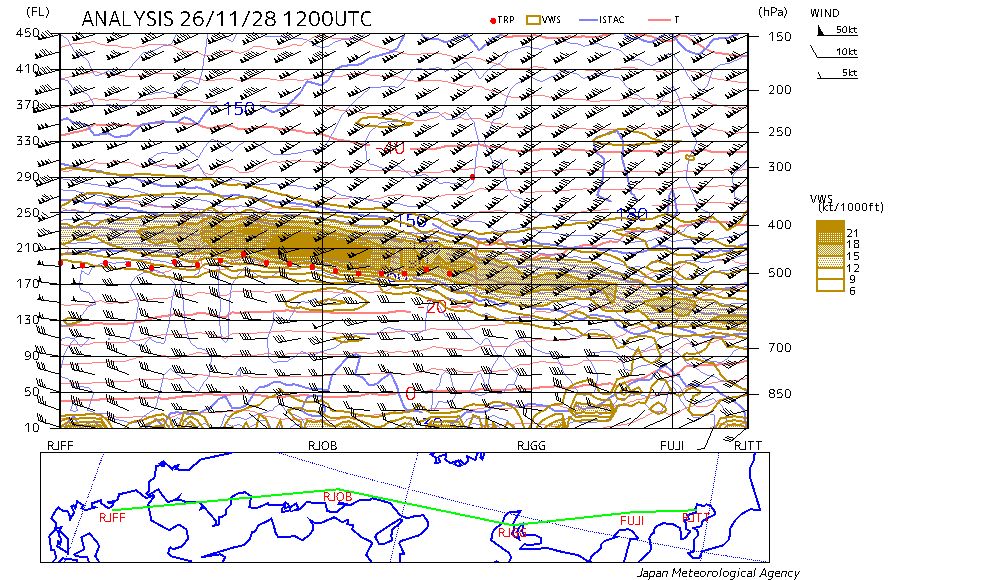 ANALYSIS 26/11/28 1200UTC
TRP VWS ISTAC T
(FL)
450
410
370
330
290
250
210
170
130
90
50
10
(hPa)
150
200
250
300
400
500
700
850
150
-40
150
150
20
0
RJFF RJOB RJGG FUJI RJTT
WIND
50kt
10kt
5kt
VWS
(kt/1000ft)
21
18
15
12
9
6
RJFF RJOB FUJI RJTT
Japan Meteorological Agency